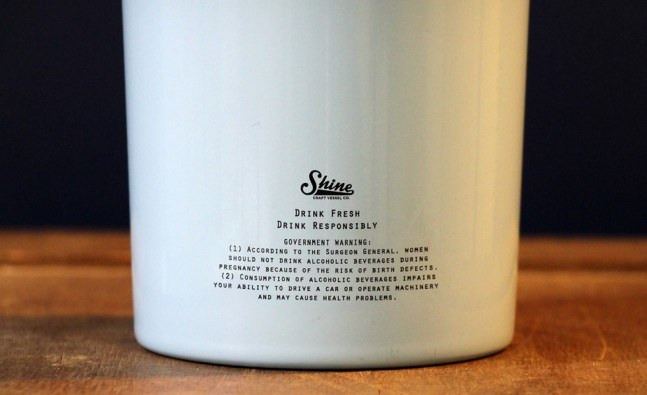 Shine
CRAFT VESSEL CO.
DRINK FRESH
DRINK RESPONSIBLY
GOVERNMENT WARNING:
(1) ACCORDING TO THE SURGEON GENERAL, WOMEN
SHOULD NOT DRINK ALCOHOLIC BEVERAGES DURING
PREGNANCY BECAUSE OF THE RISK OF BIRTH DEFECTS.
(2) CONSUMPTION OF ALCOHOLIC BEVERAGES IMPAIRS
YOUR ABILITY TO DRIVE A CAR OR OPERATE MACHINERY
AND MAY CAUSE HEALTH PROBLEMS.